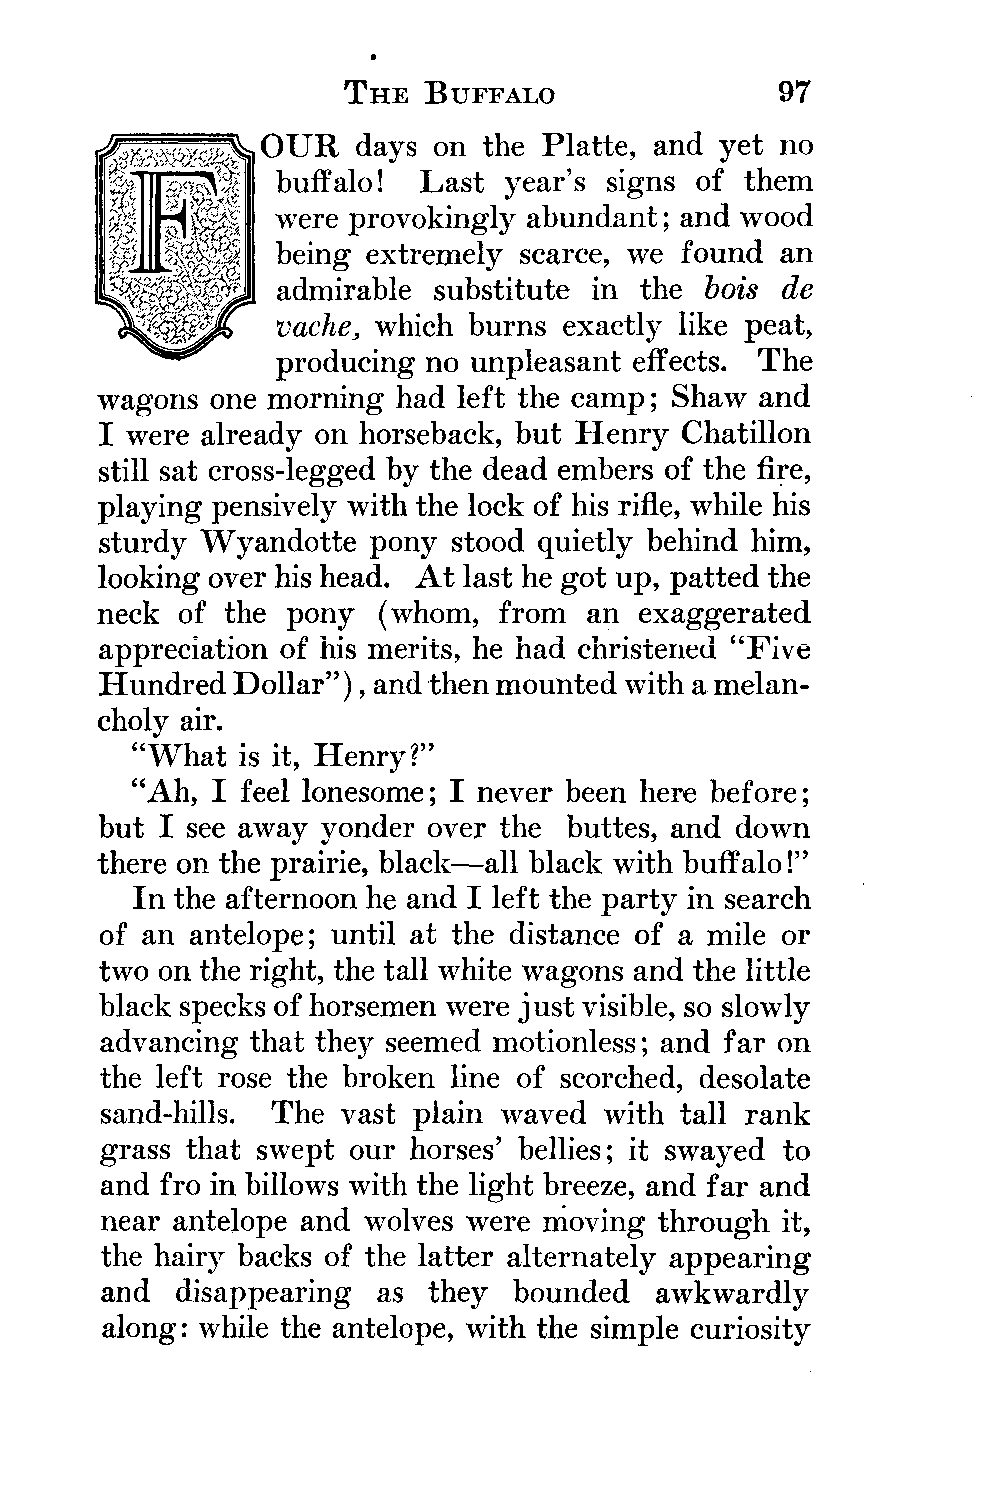 THE BUFFALO 97
FOUR days on the Platte, and yet no
buffalo! Last year's signs of them
were provokingly abundant; and wood
being extremely scarce, we found an
admirable substitute in the bois de
vache, which burns exactly like peat,
producing no unpleasant effects. The
wagons one morning had left the camp; Shaw and
I were already on horseback, but Henry Chatillon
still sat cross-legged by the dead embers of the fire,
playing pensively with the lock of his rifle, while his
sturdy Wyandotte pony stood quietly behind him,
looking over his head. At last he got up, patted the
neck of the pony (whom, from an exaggerated
appreciation of his merits, he had christened "Five
Hundred Dollar"), and then mounted with a melan-
choly air.
"What is it, Henry?"
"Ah, I feel lonesome; I never been here before;
but I see away yonder over the buttes, and down
there on the prairie, black—all black with buffalo!"
In the afternoon he and I left the party in search
of an antelope; until at the distance of a mile or
two on the right, the tall white wagons and the little
black specks of horsemen were just visible, so slowly
advancing that they seemed motionless; and far on
the left rose the broken line of scorched, desolate
sand-hills. The vast plain waved with tall rank
grass that swept our horses' bellies; it swayed to
and fro in billows with the light breeze, and far and
near antelope and wolves were moving through it,
the hairy backs of the latter alternately appearing
and disappearing as they bounded awkwardly
along: while the antelope, with the simple curiosity